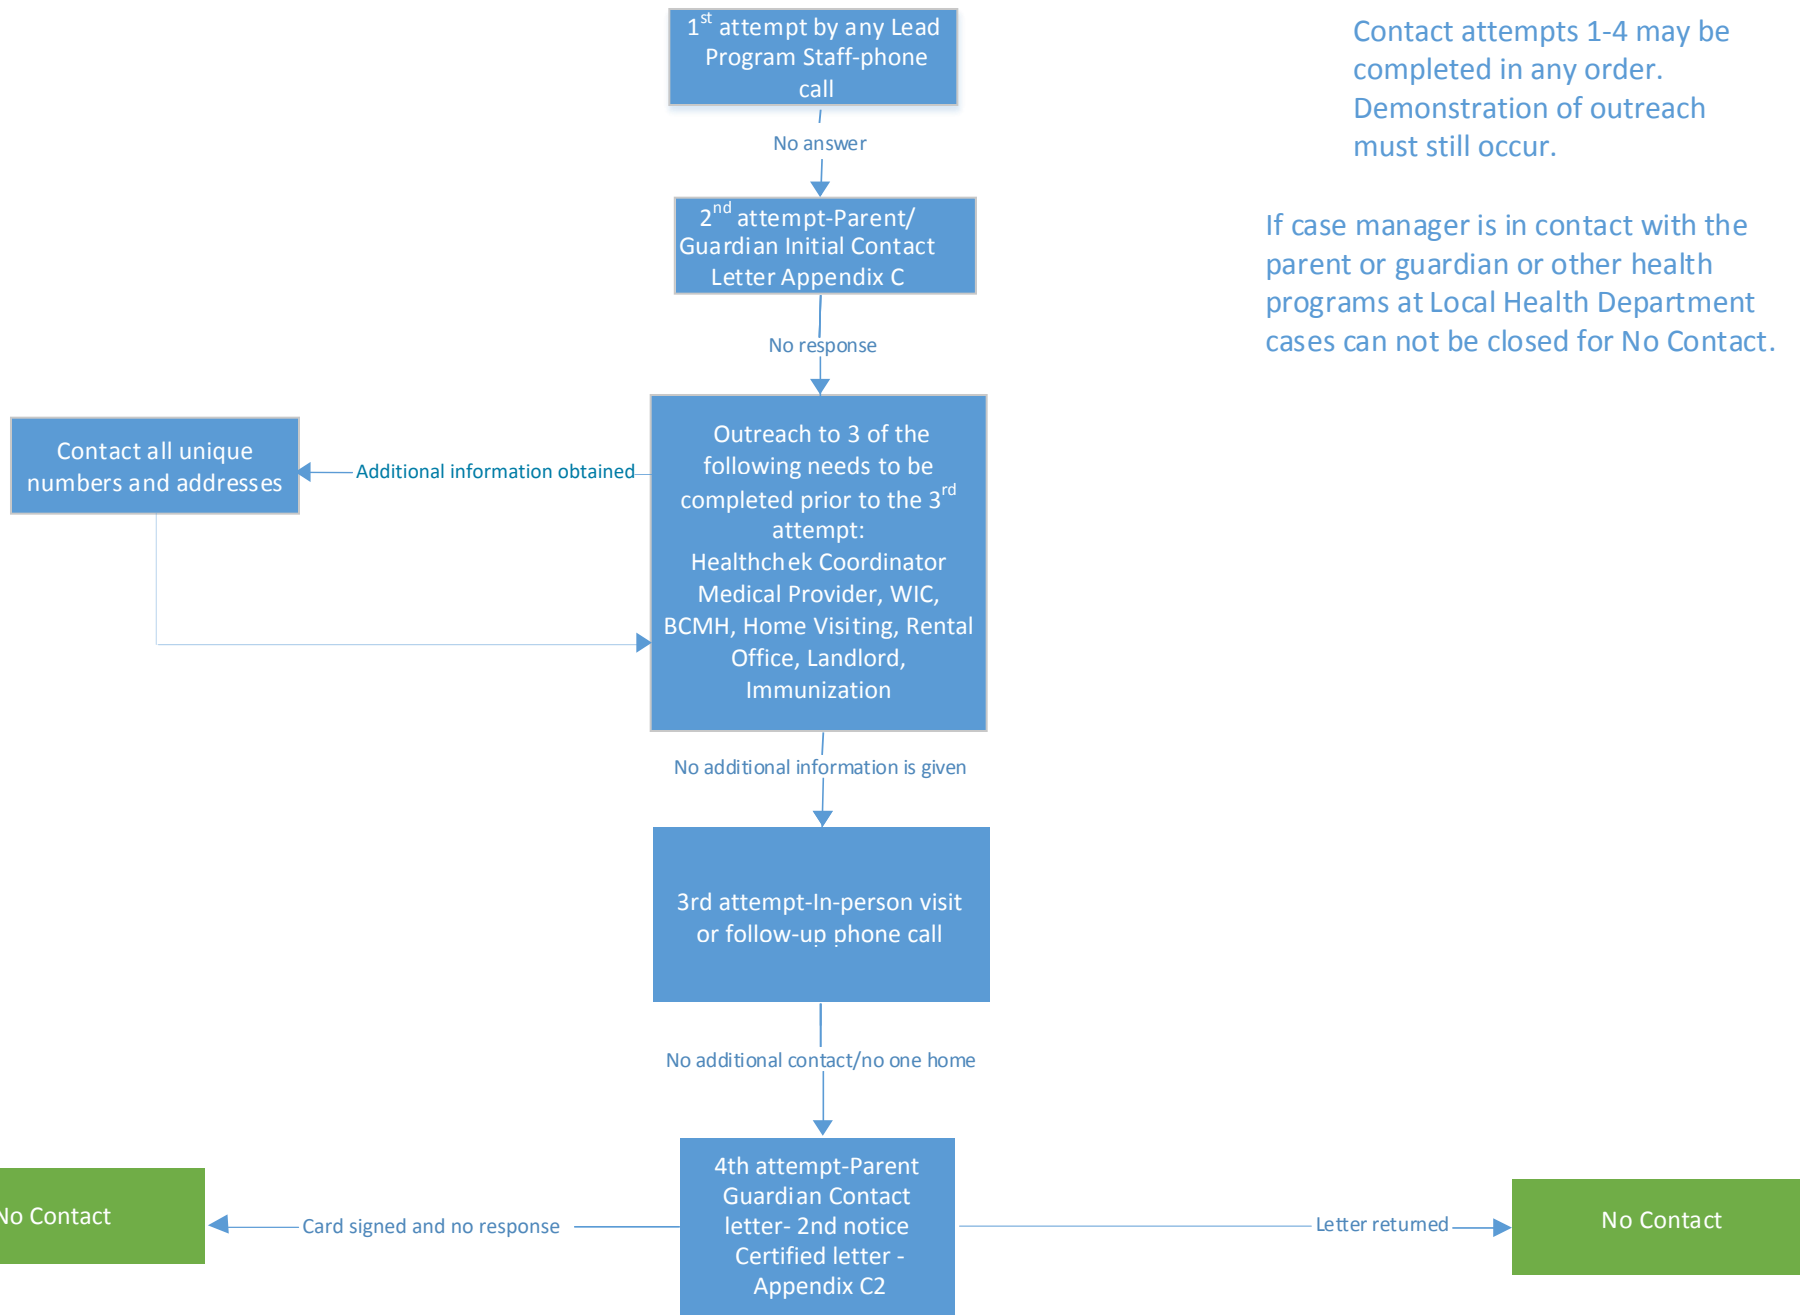 1st attempt by any Lead
Program Staff-phone
call
Contact attempts 1-4 may be
completed in any order.
Demonstration of outreach
must still occur.
No answer
2nd attempt-Parent/
Guardian Initial Contact
Letter Appendix C
If case manager is in contact with the
parent or guardian or other health
programs at Local Health Department
cases can not be closed for No Contact.
No response
Contact all unique
numbers and addresses
Additional information obtained
Outreach to 3 of the
following needs to be
completed prior to the 3rd
attempt:
Healthchek Coordinator
Medical Provider, WIC,
BCMH, Home Visiting, Rental
Office, Landlord,
Immunization
No additional information is given
3rd attempt-In-person visit
or follow-up phone call
No additional contact/no one home
4th attempt-Parent
Guardian Contact
letter- 2nd notice
Certified letter -
Appendix C2
No Contact
Card signed and no response
Letter returned
No Contact